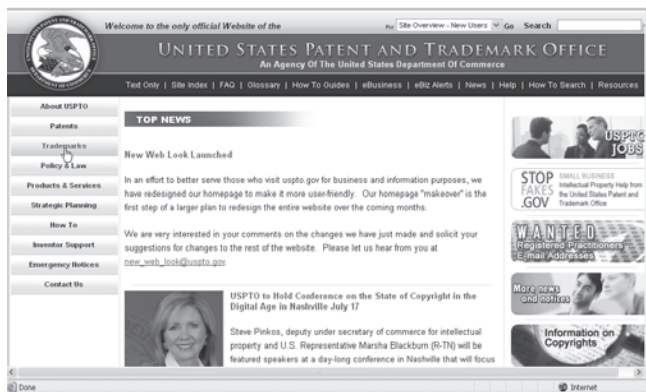 Welcome to the only official Website of the
Site Overview - New Users
Go
Search
UNITED STATES PATENT AND TRADEMARK OFFICE
An Agency Of The United States Department Of Commerce
Text Only | Site Index | FAQ | Glossary | How To Guides | eBusiness | eBiz Alerts | News | Help | How To Search | Resources
About USPTO
Patents
Trademarks
Policy & Law
Products & Services
Strategic Planning
How To
Inventor Support
Emergency Notices
Contact Us
TOP NEWS
New Web Look Launched
In an effort to better serve those who visit uspto.gov for business and information purposes, we
have redesigned our homepage to make it more user-friendly. Our homepage "makeover" is the
first step of a larger plan to redesign the entire website over the coming months.
We are very interested in your comments on the changes we have just made and solicit your
suggestions for changes to the rest of the website. Please let us hear from you at
new_web_look@uspto.gov.
USPTO to Hold Conference on the State of Copyright in the
Digital Age in Nashville July 17
Steve Pinkos, deputy under secretary of commerce for intellectual
property and U.S. Representative Marsha Blackburn (R-TN) will be
featured speakers at a day-long conference in Nashville that will focus
USPTO
JOBS
STOP
FAKES
.GOV
SMALL BUSINESS
Intellectual Property Help from
the United States Patent and
Trademark Office
WANTED
Registered Practitioners'
E-mail Addresses
More news
and notices
Information on
Copyrights
Done
Internet